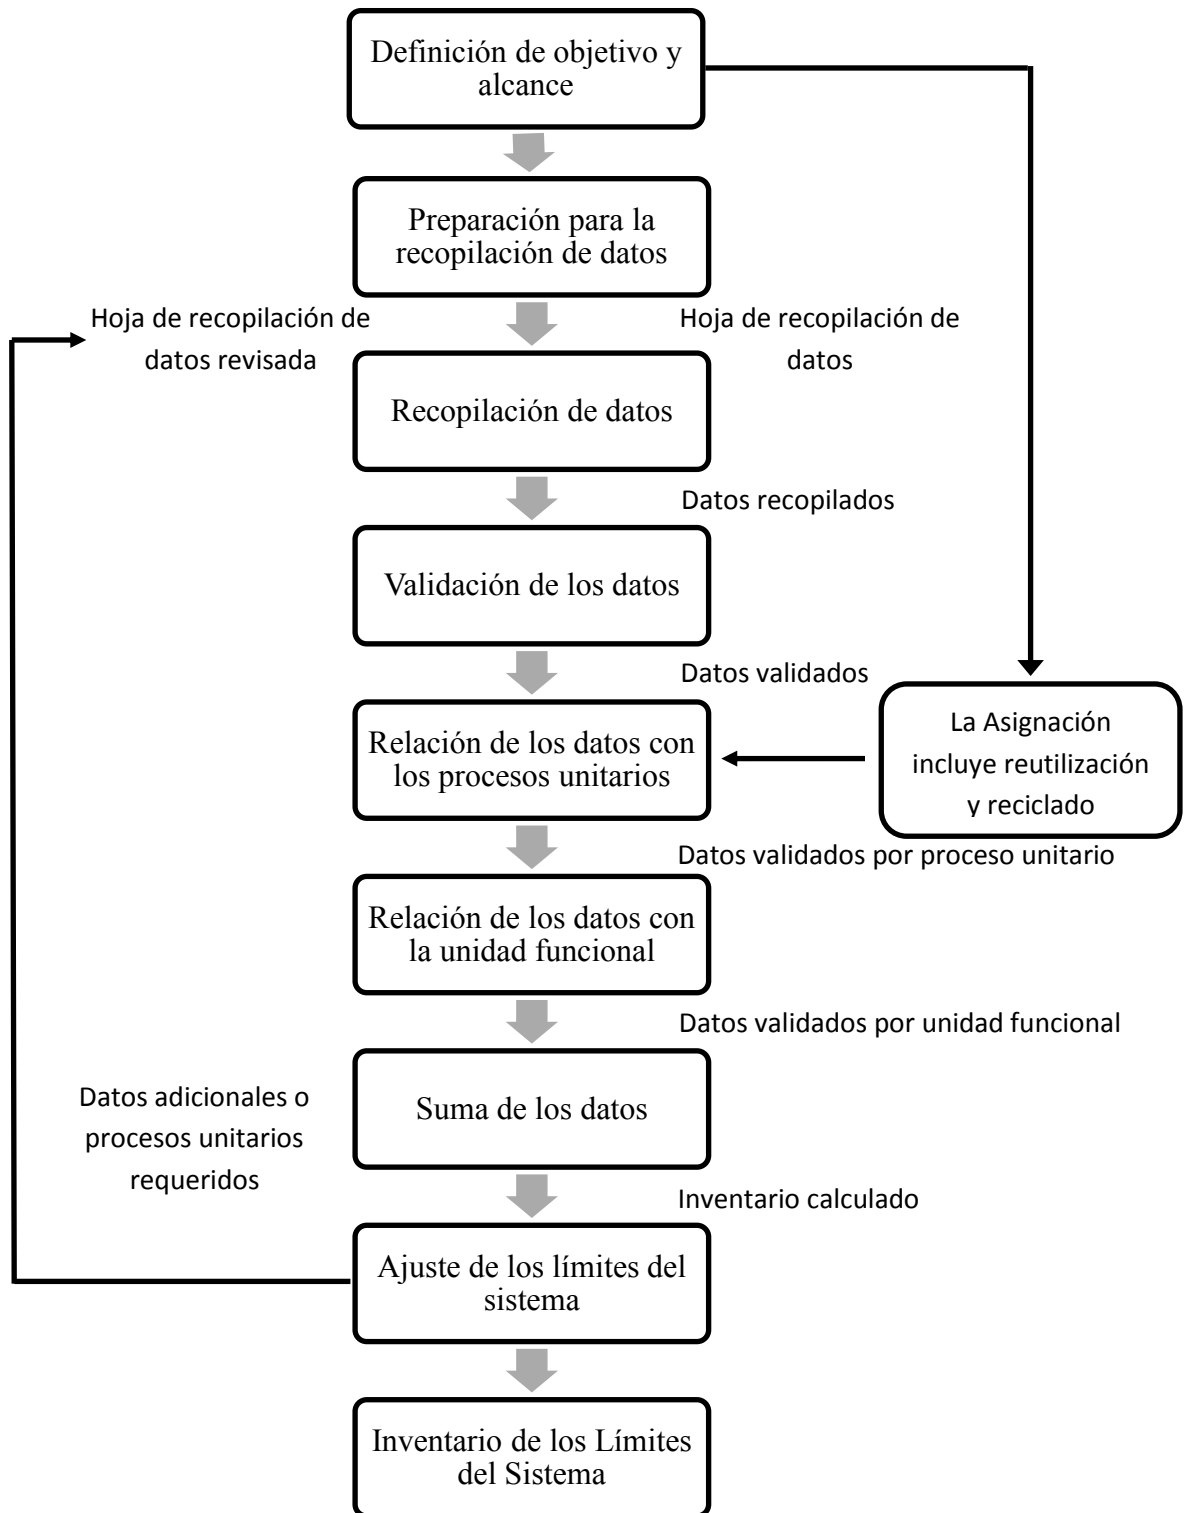 Definición de objetivo y
alcance
Preparación para la
recopilación de datos
Hoja de recopilación de
datos revisada
Hoja de recopilación de
datos
Recopilación de datos
Datos recopilados
Validación de los datos
Datos validados
Relación de los datos con
los procesos unitarios
La Asignación
incluye reutilización
y reciclado
Datos validados por proceso unitario
Relación de los datos con
la unidad funcional
Datos validados por unidad funcional
Suma de los datos
Datos adicionales o
procesos unitarios
requeridos
Inventario calculado
Ajuste de los límites del
sistema
Inventario de los Límites
del Sistema